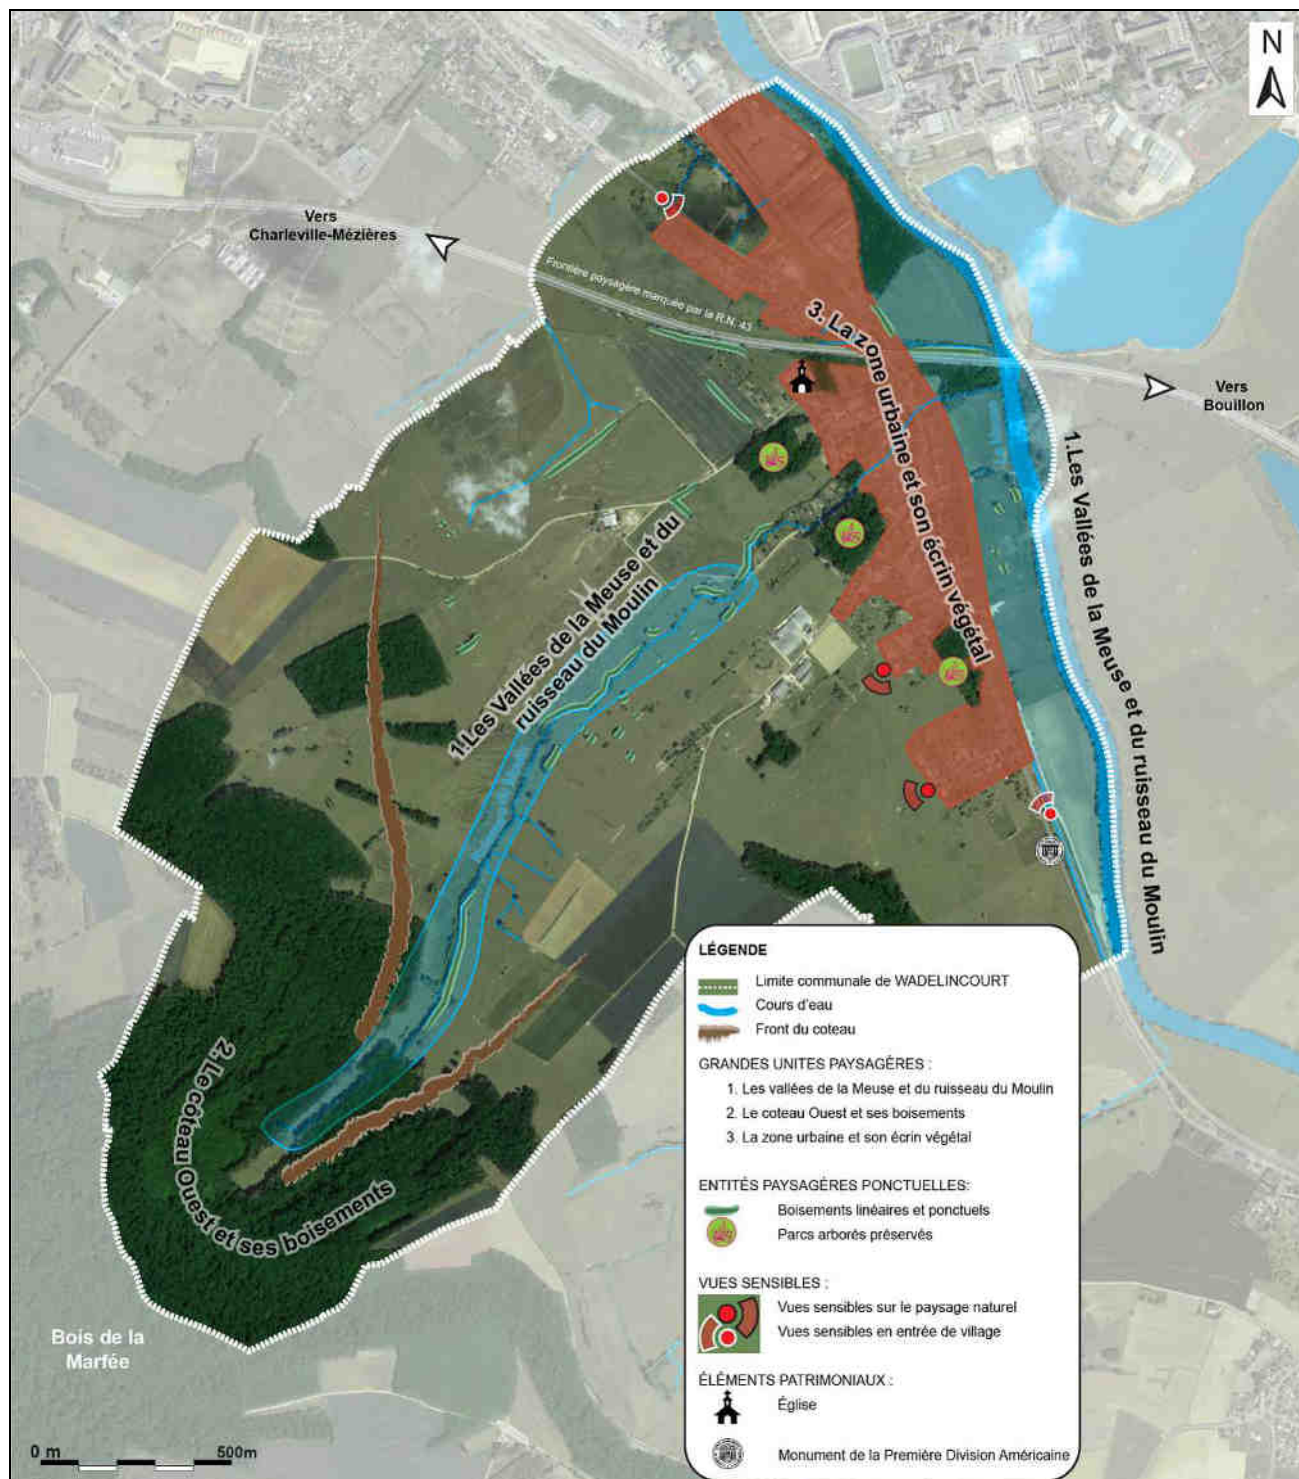 N
Vers
Charleville-Mézières
Frontière paysagère marquée par la R.N. 43
3. La zone urbaine et son écrin végétal
Vers
Bouillon
1.Les Vallées de la Meuse et du ruisseau du Moulin
1.Les Vallées de la Meuse et du
ruisseau du Moulin
2.Le côteau Ouest et ses boisements
Bois de la
Marfée
0 m
500m
LÉGENDE
Limite communale de WADELINCOURT
Cours d'eau
Front du coteau
GRANDES UNITES PAYSAGÈRES :
1. Les vallées de la Meuse et du ruisseau du Moulin
2. Le coteau Ouest et ses boisements
3. La zone urbaine et son écrin végétal
ENTITÉS PAYSAGÈRES PONCTUELLES:
Boisements linéaires et ponctuels
Parcs arborés préservés
VUES SENSIBLES :
Vues sensibles sur le paysage naturel
Vues sensibles en entrée de village
ÉLÉMENTS PATRIMONIAUX :
Église
Monument de la Première Division Américaine